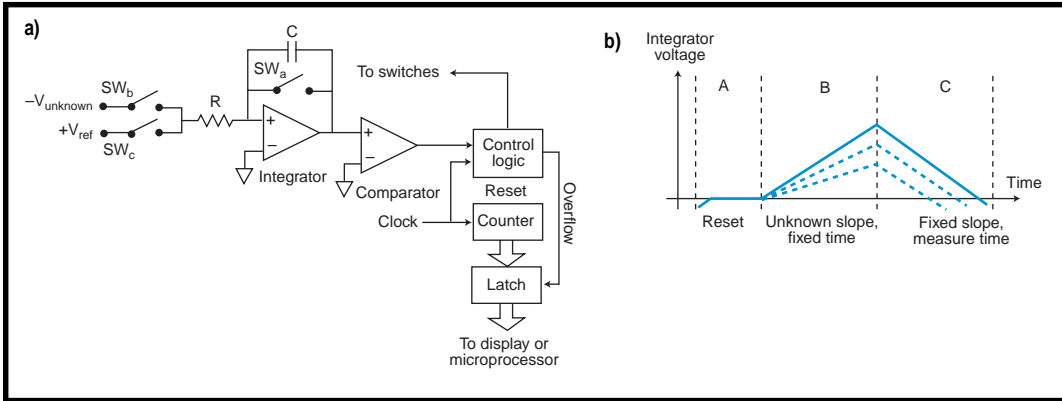 a)
C
SWa
To switches
SWb
R
–Vunknown
+Vref
SWc
+
–
Integrator
+
–
Comparator
Control
logic
Reset
Clock
Counter
Overflow
Latch
To display or
microprocessor
b)
Integrator
voltage
A
B
C
Time
Reset
Unknown slope,
fixed time
Fixed slope,
measure time